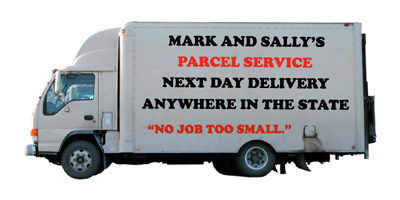 MARK AND SALLY'S
PARCEL SERVICE
NEXT DAY DELIVERY
ANYWHERE IN THE STATE
“NO JOB TOO SMALL.”